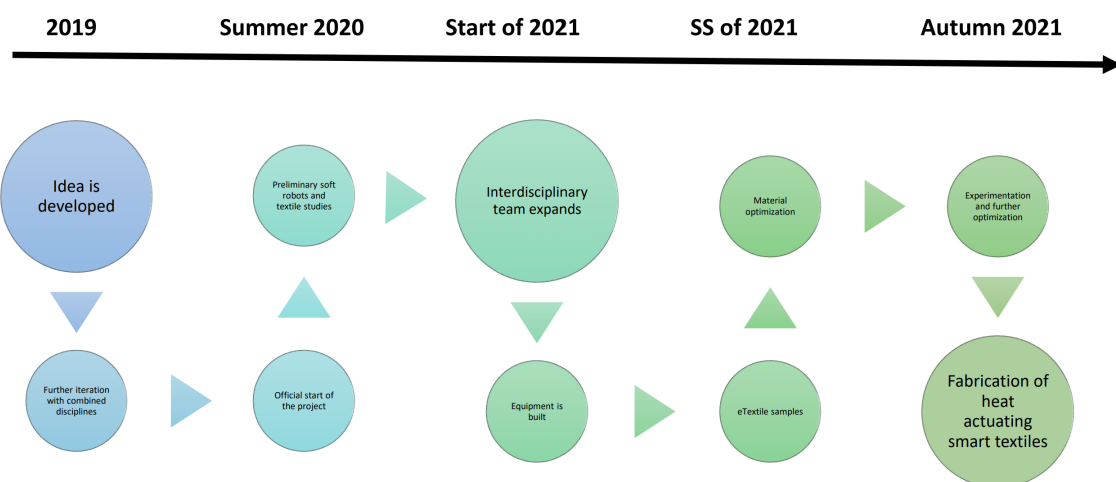 2019
Summer 2020
Start of 2021
SS of 2021
Autumn 2021
Idea is
developed
Further iteration
with combined
disciplines
Official start of
the project
Preliminary soft
robots and
textile studies
Interdisciplinary
team expands
Equipment is
built
eTextile samples
Material
optimization
Experimentation
and further
optimization
Fabrication of
heat
actuating
smart textiles